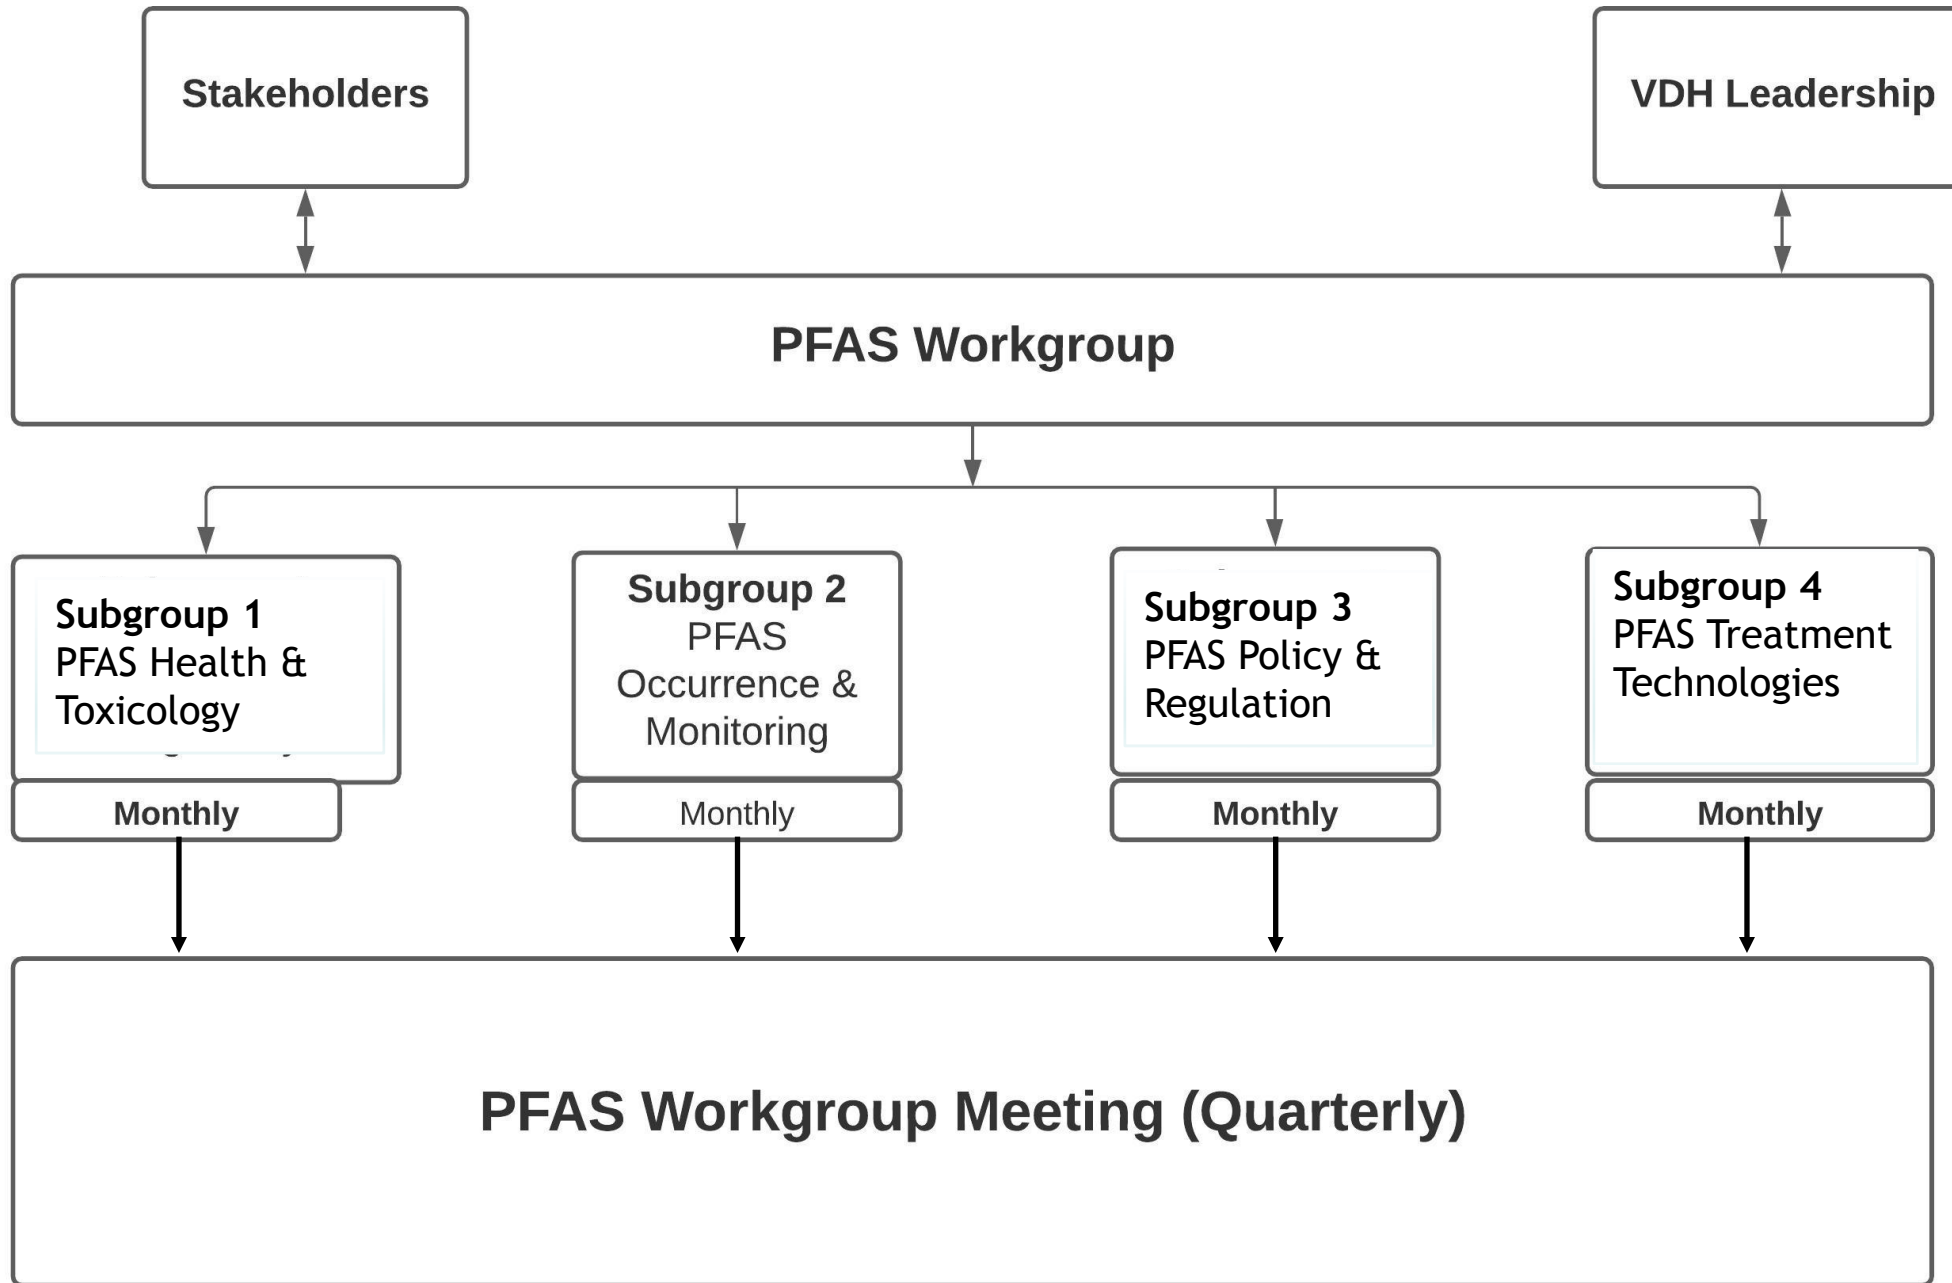 Stakeholders
VDH Leadership
PFAS Workgroup
Subgroup 1
PFAS Health &
Toxicology
Subgroup 2
PFAS
Occurrence &
Monitoring
Subgroup 3
PFAS Policy &
Regulation
Subgroup 4
PFAS Treatment
Technologies
Monthly
Monthly
Monthly
Monthly
PFAS Workgroup Meeting (Quarterly)